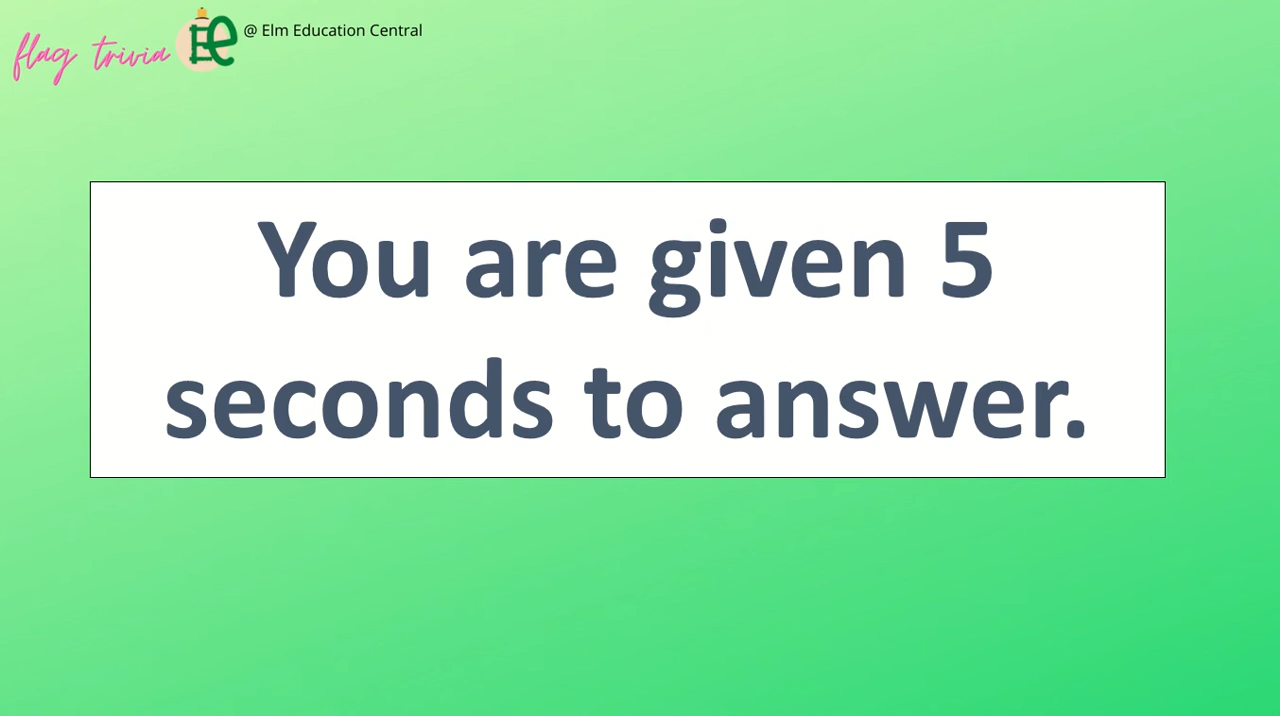 flag trivia
@ Elm Education Central
You are given 5
seconds to answer.